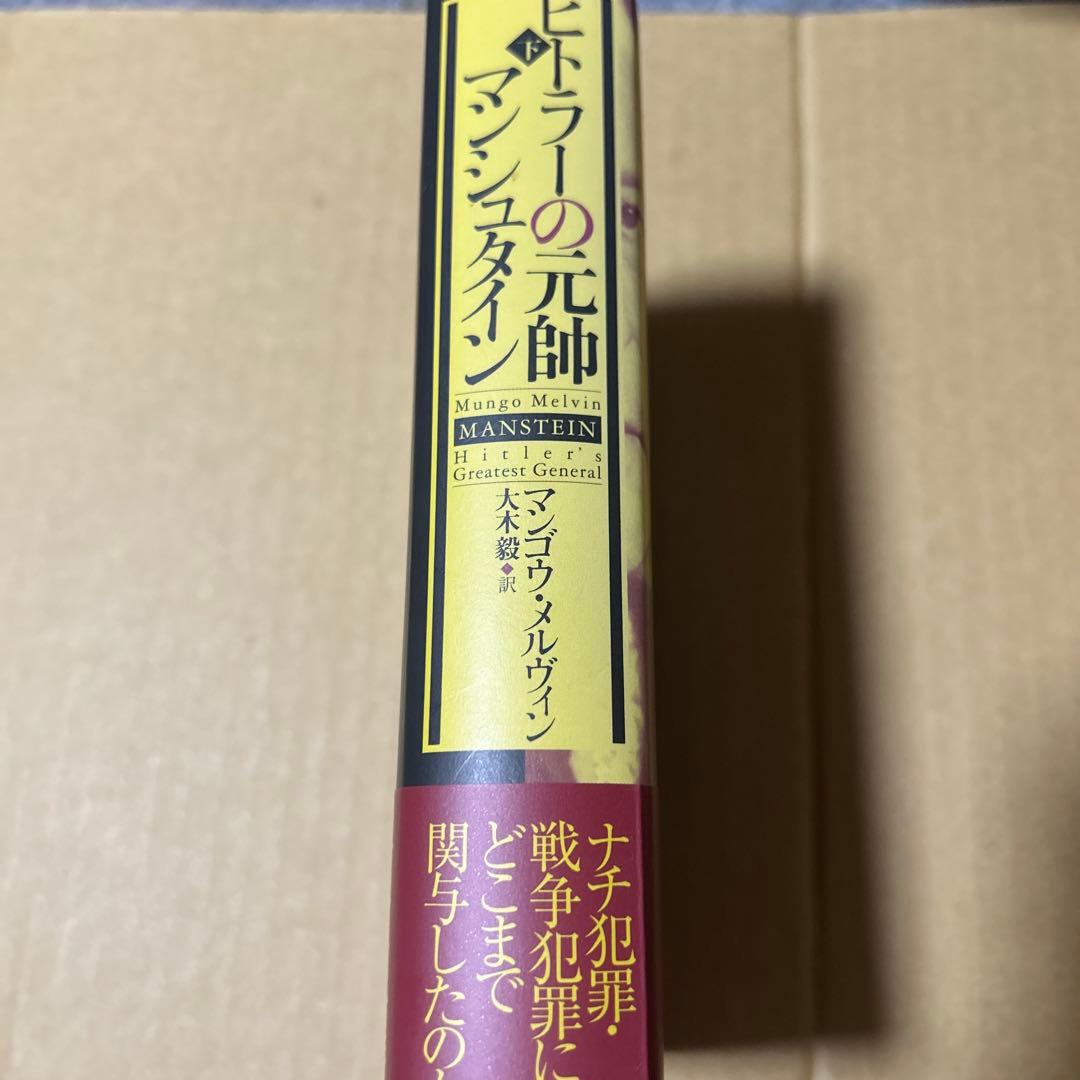 ヒトラーの元帥
下
マンシュタイン
Mungo Melvin
MANSTEIN
Hitler's
Greatest General
マンゴウ・メルヴィン
大木毅◆訳
ナチ犯罪・
戦争犯罪に
どこまで
関与したのか